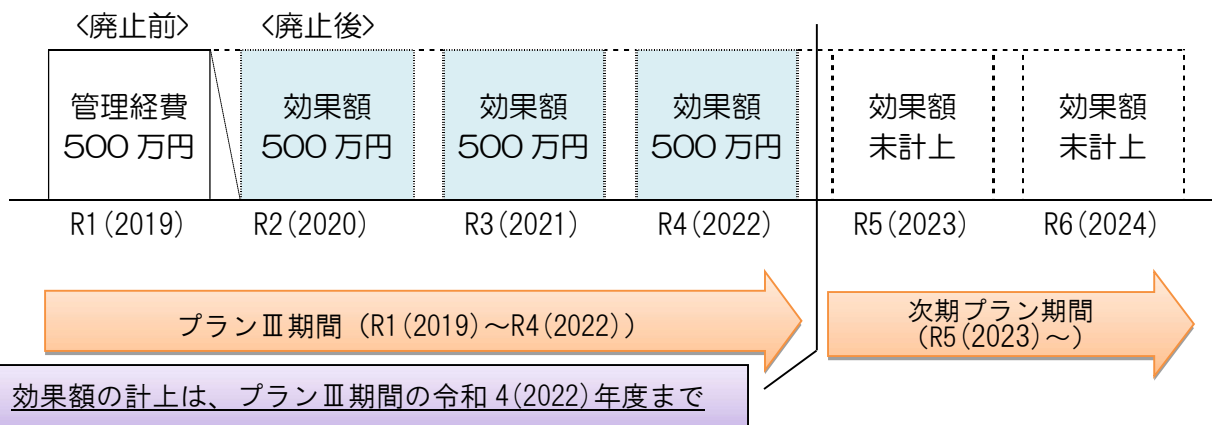 <廃止前> <廃止後>
管理経費 効果額 効果額 効果額 効果額 効果額
500万円 500万円 500万円 500万円 未計上 未計上
R1(2019) R2(2020) R3(2021) R4(2022) R5(2023) R6(2024)
プランⅢ期間（R1(2019)～R4(2022)）
次期プラン期間
（R5(2023)～）
効果額の計上は、プランⅢ期間の令和4(2022)年度まで